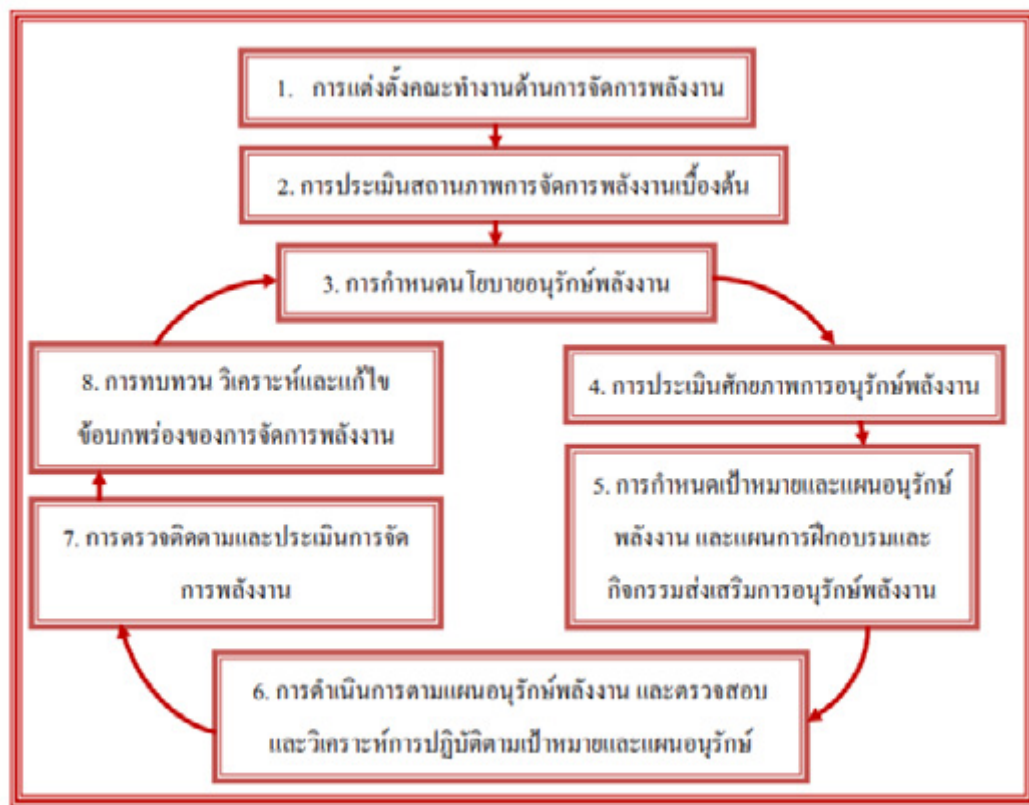 1. การแต่งตั้งคณะทำงานด้านการจัดการพลังงาน
2. การประเมินสถานภาพการจัดการพลังงานเบื้องต้น
3. การกำหนดนโยบายอนุรักษ์พลังงาน
4. การประเมินศักยภาพการอนุรักษ์พลังงาน
5. การกำหนดเป้าหมายและแผนอนุรักษ์
พลังงาน และแผนการฝึกอบรมและ
กิจกรรมส่งเสริมการอนุรักษ์พลังงาน
6. การดำเนินการตามแผนอนุรักษ์พลังงาน และตรวจสอบ
และวิเคราะห์การปฏิบัติตามเป้าหมายและแผนอนุรักษ์
7. การตรวจติดตามและประเมินการจัด
การพลังงาน
8. การทบทวน วิเคราะห์และแก้ไข
ข้อบกพร่องของการจัดการพลังงาน